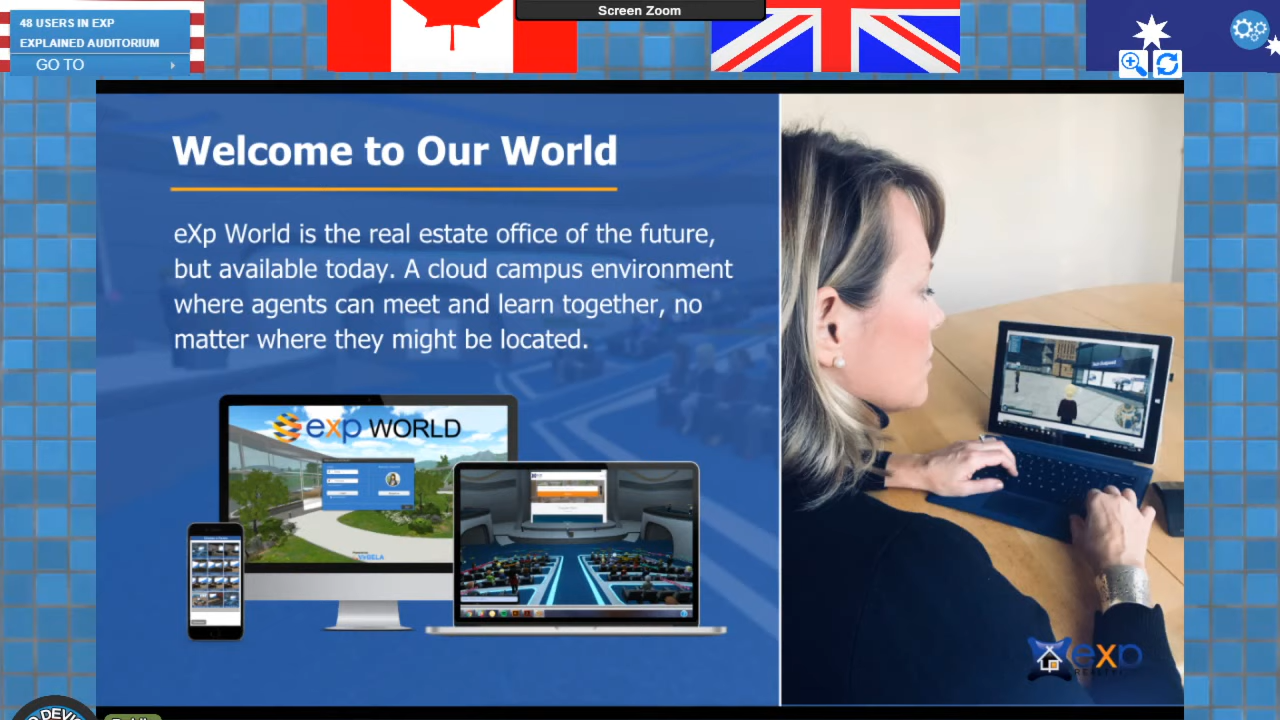 Screen Zoom
48 USERS IN EXP
EXPLAINED AUDITORIUM
GO TO
Welcome to Our World
eXp World is the real estate office of the future,
but available today. A cloud campus environment
where agents can meet and learn together, no
matter where they might be located.
exp WORLD
exp
REALTY